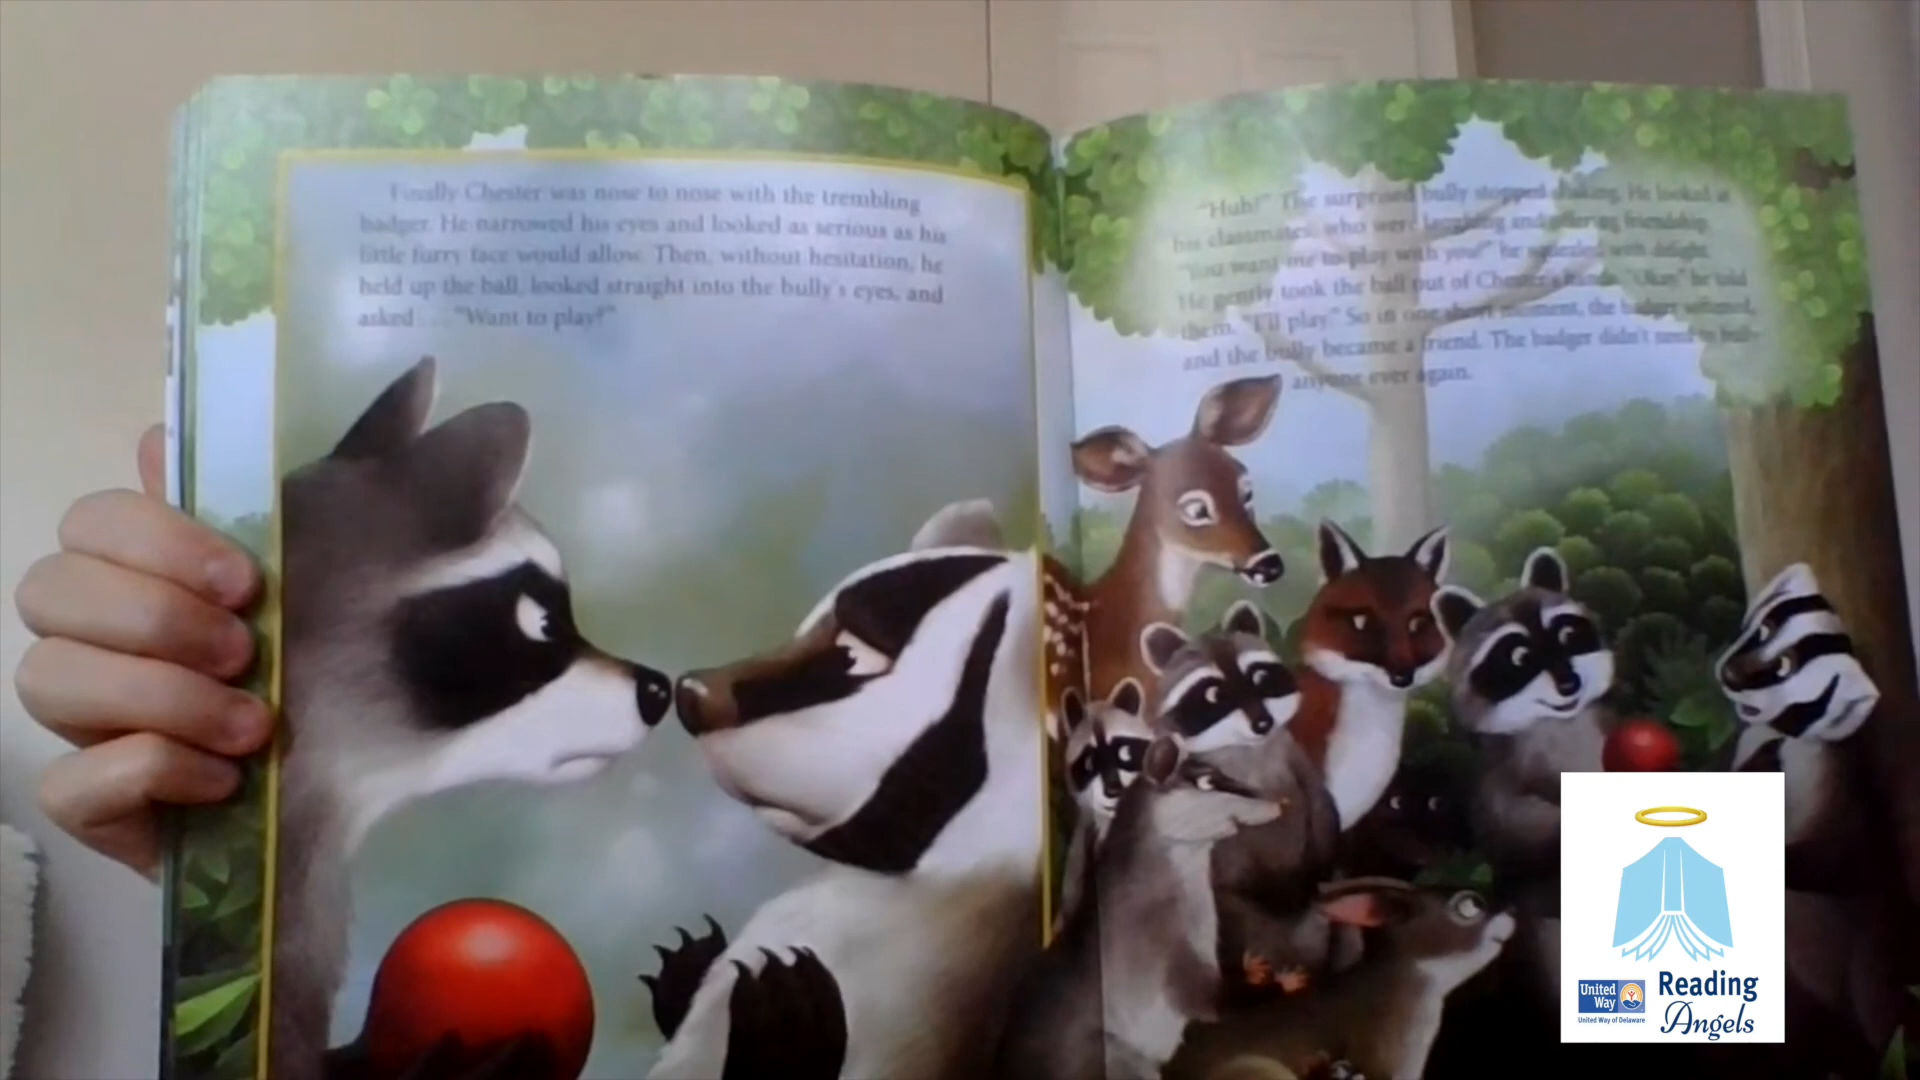 Finally Chester was nose to nose with the trembling
badger. He narrowed his eyes and looked as serious as his
little furry face would allow. Then, without hesitation, he
held up the ball, looked straight into the bully's eyes, and
asked . . . "Want to play?"
"Huh?" The surprised bully stopped shaking. He looked at
his classmates, who were laughing and offering friendship.
"You want me to play with you?" he squealed with delight.
He gently took the ball out of Chester's hands. "Okay," he told
them. "I'll play." So in one short moment, the badger
and the bully became a friend. The badger didn't need to
anyone ever again.
United
Way
United Way of Delaware
Reading
Angels